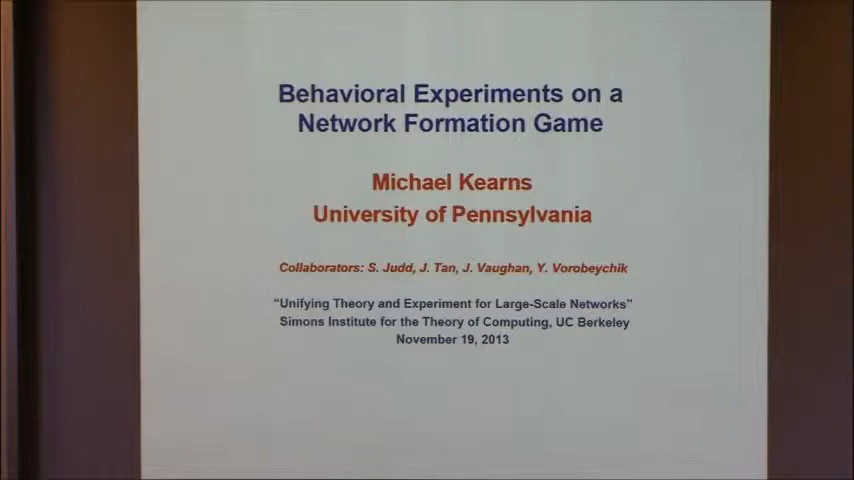 Behavioral Experiments on a
Network Formation Game
Michael Kearns
University of Pennsylvania
Collaborators: S. Judd, J. Tan, J. Vaughan, Y. Vorobeychik
“Unifying Theory and Experiment for Large-Scale Networks”
Simons Institute for the Theory of Computing, UC Berkeley
November 19, 2013